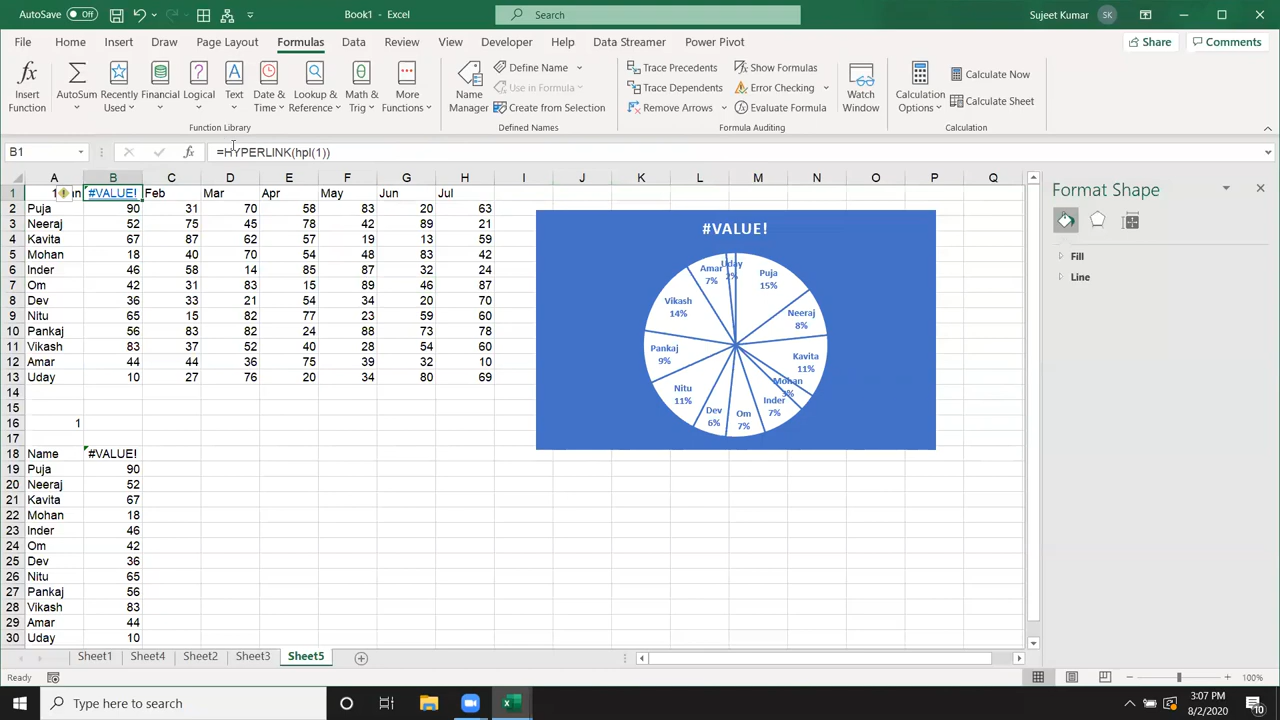 AutoSave Off Book1 - Excel Search Sujeet Kumar SK
File Home Insert Draw Page Layout Formulas Data Review View Developer Help Data Streamer Power Pivot Share Comments
Insert Function AutoSum Recently Used Financial Logical Text Date & Time Lookup & Reference Math & Trig More Functions Name Manager Define Name Use in Formula Create from Selection Trace Precedents Trace Dependents Remove Arrows Show Formulas Error Checking Evaluate Formula Watch Window Calculation Options Calculate Now Calculate Sheet
Function Library Defined Names Formula Auditing Calculation
B1 fx =HYPERLINK(hpl(1))
A B C D E F G H I J K L M N O P Q
1 #VALUE! Feb Mar Apr May Jun Jul
2 Puja 90 31 70 58 83 20 63
3 Neeraj 52 75 45 78 42 89 21
4 Kavita 67 87 62 57 19 13 59
5 Mohan 18 40 70 54 48 83 42
6 Inder 46 58 14 85 87 32 24
7 Om 42 31 83 15 89 46 87
8 Dev 36 33 21 54 34 20 70
9 Nitu 65 15 82 77 23 59 60
10 Pankaj 56 83 82 24 88 73 78
11 Vikash 83 37 52 40 28 54 60
12 Amar 44 44 36 75 39 32 10
13 Uday 10 27 76 20 34 80 69
14
15
16 1
17
18 Name #VALUE!
19 Puja 90
20 Neeraj 52
21 Kavita 67
22 Mohan 18
23 Inder 46
24 Om 42
25 Dev 36
26 Nitu 65
27 Pankaj 56
28 Vikash 83
29 Amar 44
30 Uday 10
#VALUE!
Puja
15%
Neeraj
8%
Kavita
11%
Mohan
3%
Inder
7%
Om
7%
Dev
6%
Nitu
11%
Pankaj
9%
Vikash
14%
Amar
7%
Uday
2%
Format Shape
Fill
Line
Sheet1 Sheet4 Sheet2 Sheet3 Sheet5
Ready 100%
Type here to search
3:07 PM
8/2/2020
10